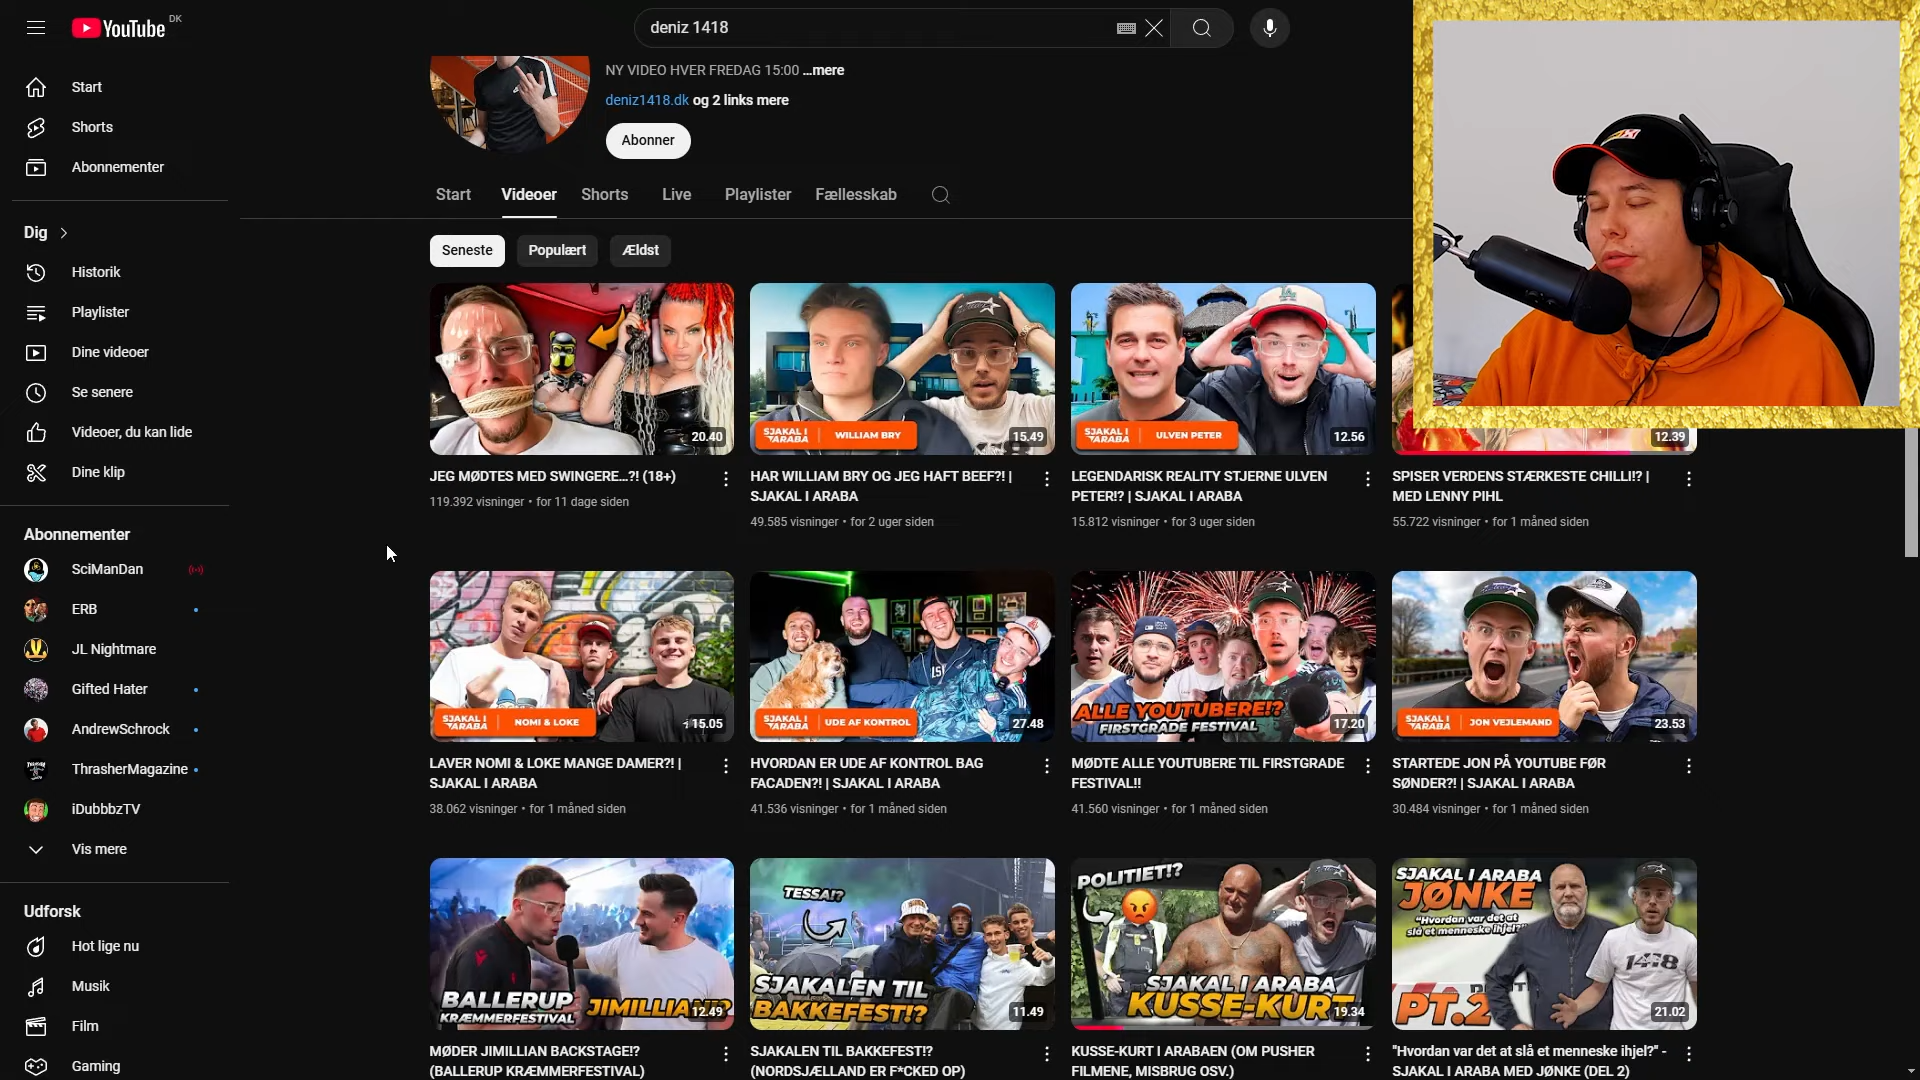 YouTube DK
deniz 1418
NY VIDEO HVER FREDAG 15:00 ...mere
deniz1418.dk og 2 links mere
Abonner
Start
Videoer
Shorts
Live
Playlister
Fællesskab
Seneste
Populært
Ældst
Start
Shorts
Abonnementer
Dig
Historik
Playlister
Dine videoer
Se senere
Videoer, du kan lide
Dine klip
Abonnementer
SciManDan
ERB
JL Nightmare
Gifted Hater
AndrewSchrock
ThrasherMagazine
iDubbbzTV
Vis mere
Udforsk
Hot lige nu
Musik
Film
Gaming
20.40
JEG MØDTES MED SWINGERE...?! (18+)
119.392 visninger • for 11 dage siden
SJAKAL I ARABA
WILLIAM BRY
15.49
HAR WILLIAM BRY OG JEG HAFT BEEF?! |
SJAKAL I ARABA
49.585 visninger • for 2 uger siden
SJAKAL I ARABA
ULVEN PETER
12.56
LEGENDARISK REALITY STJERNE ULVEN
PETER!? | SJAKAL I ARABA
15.812 visninger • for 3 uger siden
12.39
SPISER VERDENS STÆRKESTE CHILLI!? |
MED LENNY PIHL
55.722 visninger • for 1 måned siden
SJAKAL I ARABA
NOMI & LOKE
15.05
LAVER NOMI & LOKE MANGE DAMER?! |
SJAKAL I ARABA
38.062 visninger • for 1 måned siden
SJAKAL I ARABA
UDE AF KONTROL
27.48
HVORDAN ER UDE AF KONTROL BAG
FACADEN?! | SJAKAL I ARABA
41.536 visninger • for 1 måned siden
ALLE YOUTUBERE!?
FIRSTGRADE FESTIVAL
17.20
MØDTE ALLE YOUTUBERE TIL FIRSTGRADE
FESTIVAL!!
41.560 visninger • for 1 måned siden
SJAKAL I ARABA
JON VEJLEMAND
23.53
STARTEDE JON PÅ YOUTUBE FØR
SØNDER?! | SJAKAL I ARABA
30.484 visninger • for 1 måned siden
BALLERUP
KRÆMMERFESTIVAL
JIMILLIAN!?
12.49
MØDER JIMILLIAN BACKSTAGE!?
(BALLERUP KRÆMMERFESTIVAL)
TESSA!?
SJAKALEN TIL
BAKKEFEST!?
11.49
SJAKALEN TIL BAKKEFEST!?
(NORDSJÆLLAND ER F*CKED OP)
POLITIET!?
SJAKAL I ARABA
KUSSE-KURT
19.34
KUSSE-KURT I ARABAEN (OM PUSHER
FILMENE, MISBRUG OSV.)
SJAKAL I ARABA
JØNKE
"Hvordan var det at
slå et menneske ihjel?"
1418
PT.2
21.02
"Hvordan var det at slå et menneske ihjel?" -
SJAKAL I ARABA MED JØNKE (DEL 2)